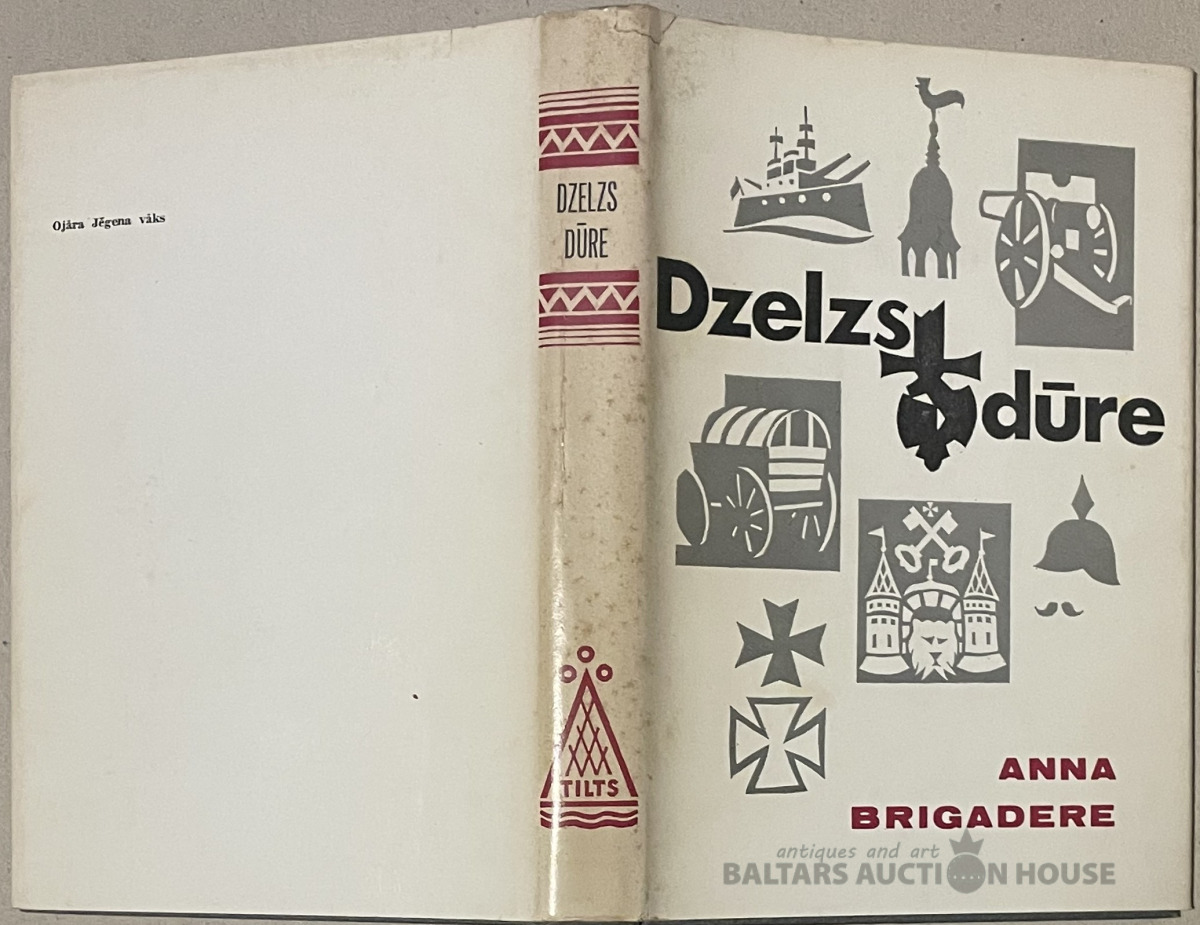 Ojāra Jēgena vāks
DZELZS
DŪRE
TILTS
Dzelzs
dūre
ANNA
BRIGADERE
antiques and art
BALTARS AUCTION HOUSE